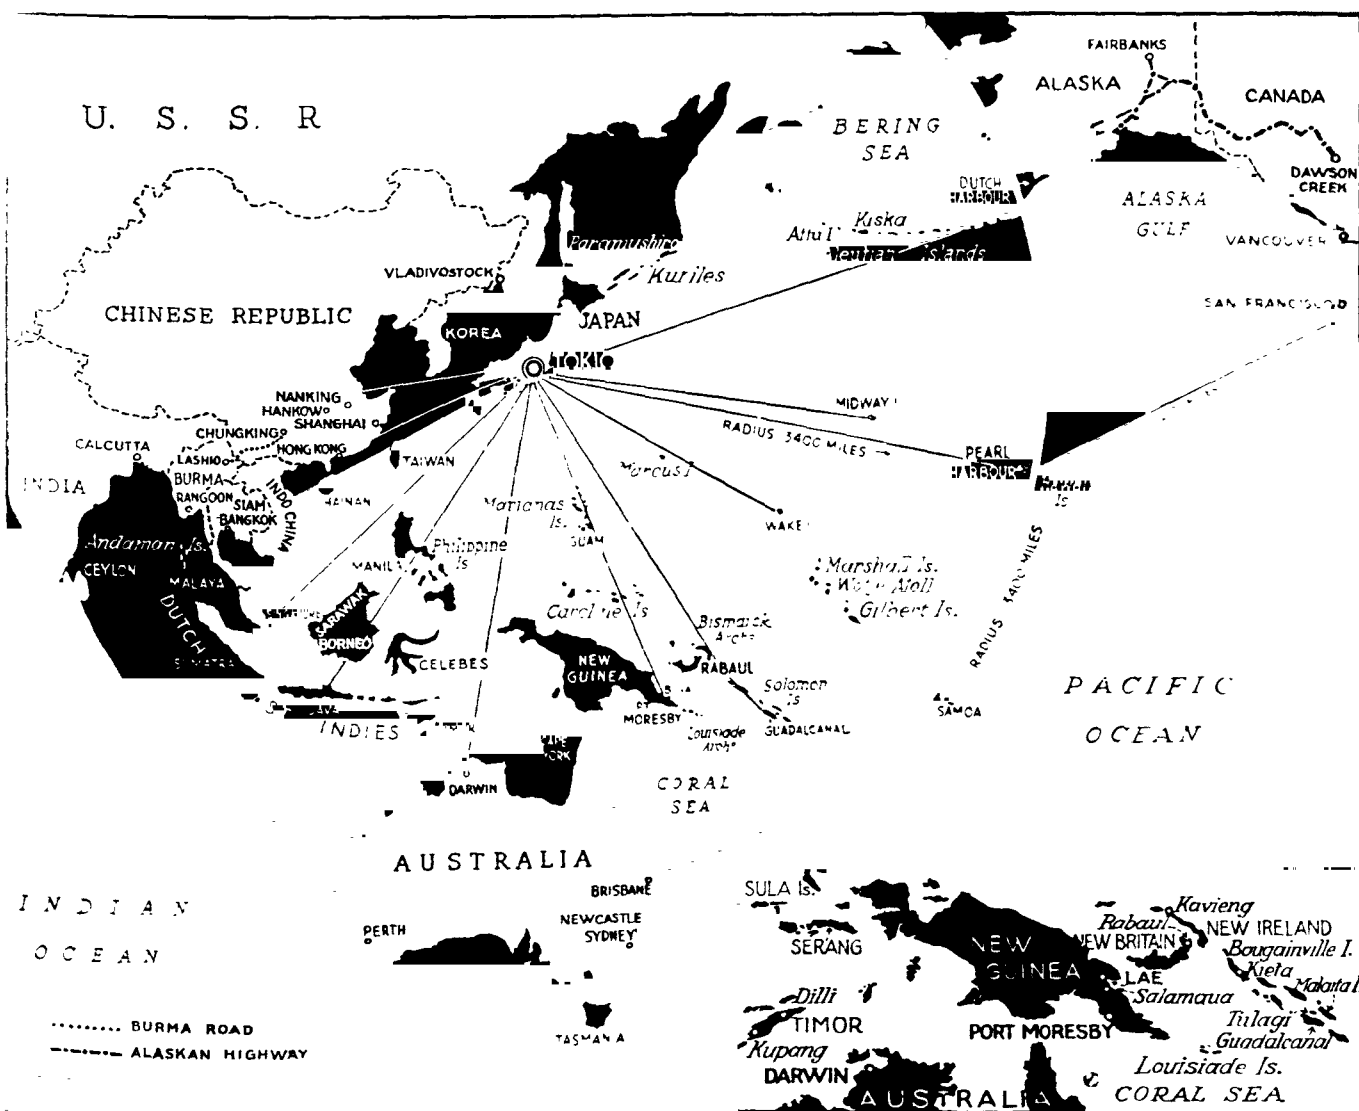 FAIRBANKS
ALASKA
CANADA
U. S. S. R
BERING
SEA
DAWSON
CREEK
DUTCH
HARBOUR
ALASKA
GULF
Kiska
Attu I
VANCOUVER
Paramushiro
Islands
Kuriles
VLADIVOSTOCK
SAN FRANCISCO
CHINESE REPUBLIC
KOREA
JAPAN
TOKIO
NANKING
HANKOW
SHANGHAI
MIDWAY I
RADIUS 3400 MILES
CHUNGKING
CALCUTTA
HONG KONG
LASHIO
TAIWAN
PEARL
HARBOUR
Marcus I
INDIA
BURMA
RANGOON
INDO CHINA
HAINAN
Is
SIAM
BANGKOK
Marianas
Is.
GUAM
WAKE I
Andaman Is.
MANILA
Philippine
Is.
Marshall Is.
CEYLON
MALAYA
Gilbert Is.
RADIUS 3400 MILES
DUTCH
SARAWAK
BORNEO
Caroline Is
Bismarck
Arch
SUMATRA
CELEBES
NEW
GUINEA
RABAUL
Solomon
Is
PACIFIC
OCEAN
PT
MORESBY
SAMOA
INDIES
Louisiade
Arch
GUADALCANAL
CORAL
SEA
DARWIN
AUSTRALIA
BRISBANE
INDIAN
OCEAN
PERTH
NEWCASTLE
SYDNEY
TASMANIA
BURMA ROAD
ALASKAN HIGHWAY
SULA Is.
Kavieng
Rabaul
NEW IRELAND
SERANG
NEW
GUINEA
NEW BRITAIN
Bougainville I.
Kieta
LAE
Salamaua
Dilli
TIMOR
PORT MORESBY
Tulagi
Guadalcanal
Kupang
DARWIN
Louisiade Is.
AUSTRALIA
CORAL SEA